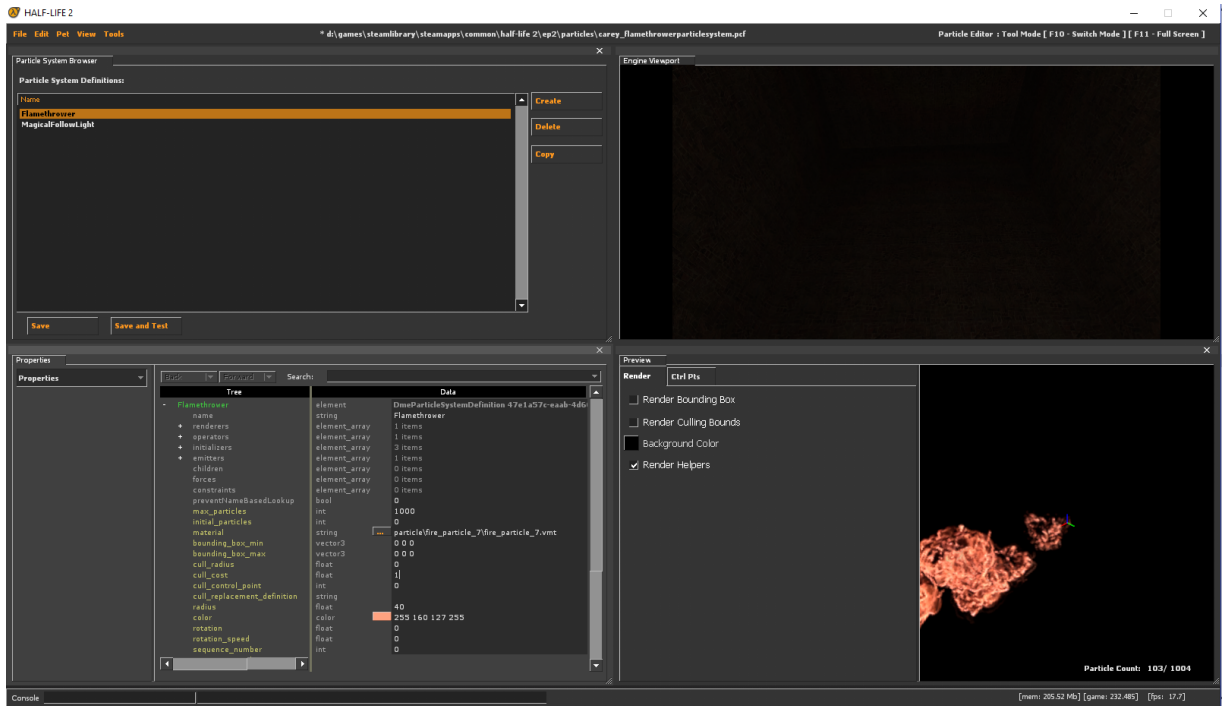 HALF-LIFE 2
File Edit Pet View Tools
* d:\games\steamlibrary\steamapps\common\half-life 2\ep2\particles\carey_flamethrowerparticlesystem.pcf
Particle Editor : Tool Mode [ F10 - Switch Mode ] [ F11 - Full Screen ]
Particle System Browser
Particle System Definitions:
Name
Flamethrower
MagicalFollowLight
Create
Delete
Copy
Save
Save and Test
Engine Viewport
Properties
Properties
Back Forward Search:
Tree Data
- Flamethrower element DmeParticleSystemDefinition 47e1a57c-eaab-4d6
name string Flamethrower
+ renderers element_array 1 items
+ operators element_array 1 items
+ initializers element_array 3 items
+ emitters element_array 1 items
children element_array 0 items
forces element_array 0 items
constraints element_array 0 items
preventNameBasedLookup bool 0
max_particles int 1000
initial_particles int 0
material string ... particle\fire_particle_7\fire_particle_7.vmt
bounding_box_min vector3 0 0 0
bounding_box_max vector3 0 0 0
cull_radius float 0
cull_cost float 1
cull_control_point int 0
cull_replacement_definition string
radius float 40
color color 255 160 127 255
rotation float 0
rotation_speed float 0
sequence_number int 0
Preview
Render Ctrl Pts
Render Bounding Box
Render Culling Bounds
Background Color
Render Helpers
Particle Count: 103/ 1004
Console
[mem: 205.52 Mb] [game: 232.485] [fps: 17.7]